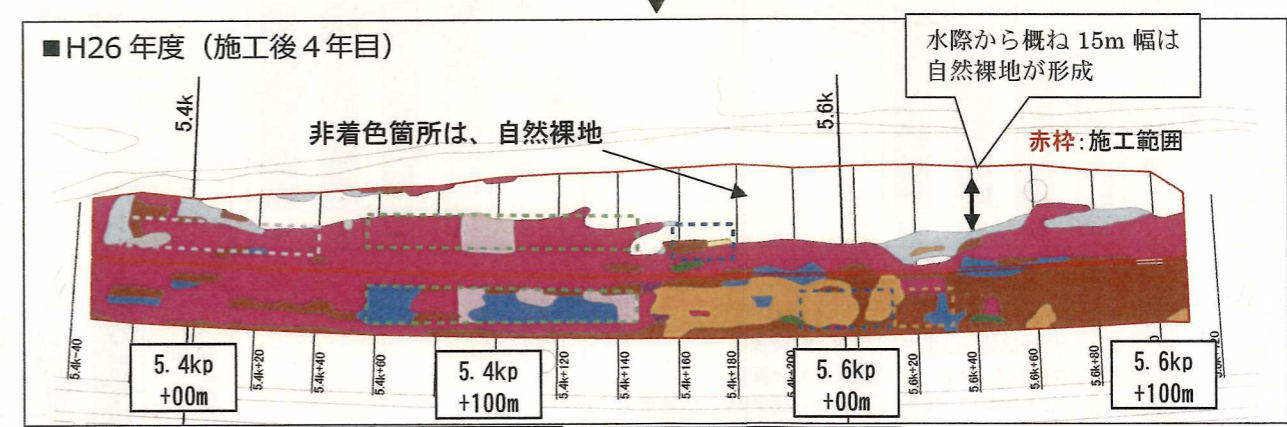 ■H26 年度（施工後４年目）
水際から概ね 15m 幅は
自然裸地が形成
5.4k
5.6k
非着色箇所は、自然裸地
赤枠：施工範囲
5.4k-40
5.4k+20
5.4k+40
5.4k+60
5.4k+120
5.4k+140
5.4k+160
5.4k+180
5.4k+200
5.6k+20
5.6k+40
5.6k+60
5.6k+80
5.4kp
+00m
5.4kp
+100m
5.6kp
+00m
5.6kp
+100m